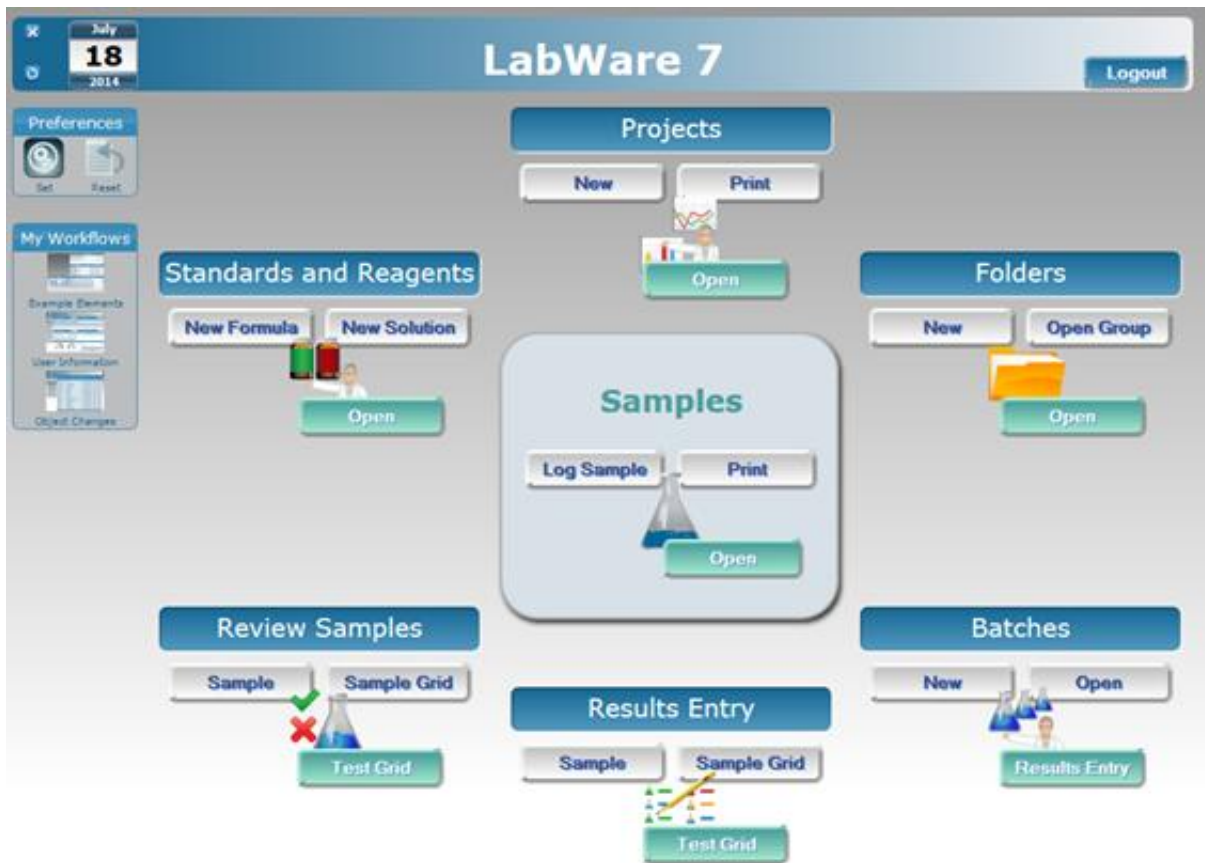 July
18
2014
LabWare 7
Logout
Preferences
Set Reset
My Workflows
Example Elements
User Information
Object Changes
Projects
New Print
Open
Standards and Reagents
New Formula New Solution
Open
Folders
New Open Group
Open
Samples
Log Sample Print
Open
Review Samples
Sample Sample Grid
Test Grid
Results Entry
Sample Sample Grid
Test Grid
Batches
New Open
Results Entry